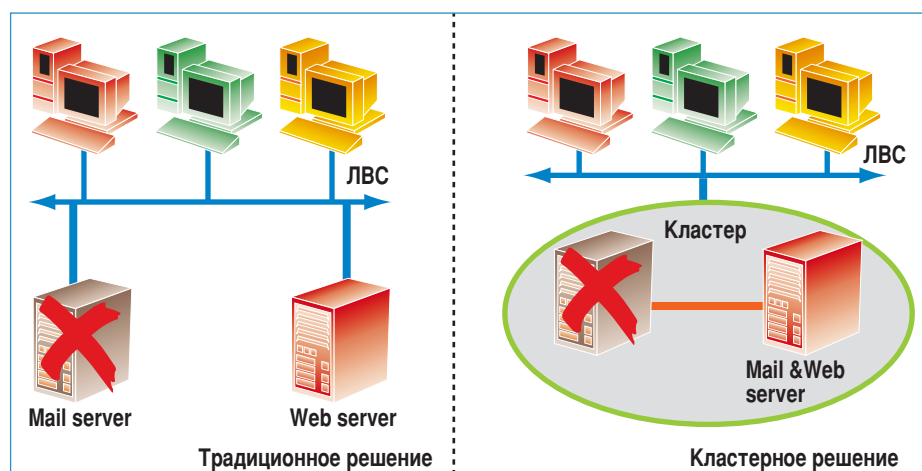 ЛВС
Mail server
Web server
Традиционное решение
ЛВС
Кластер
Mail &Web
server
Кластерное решение